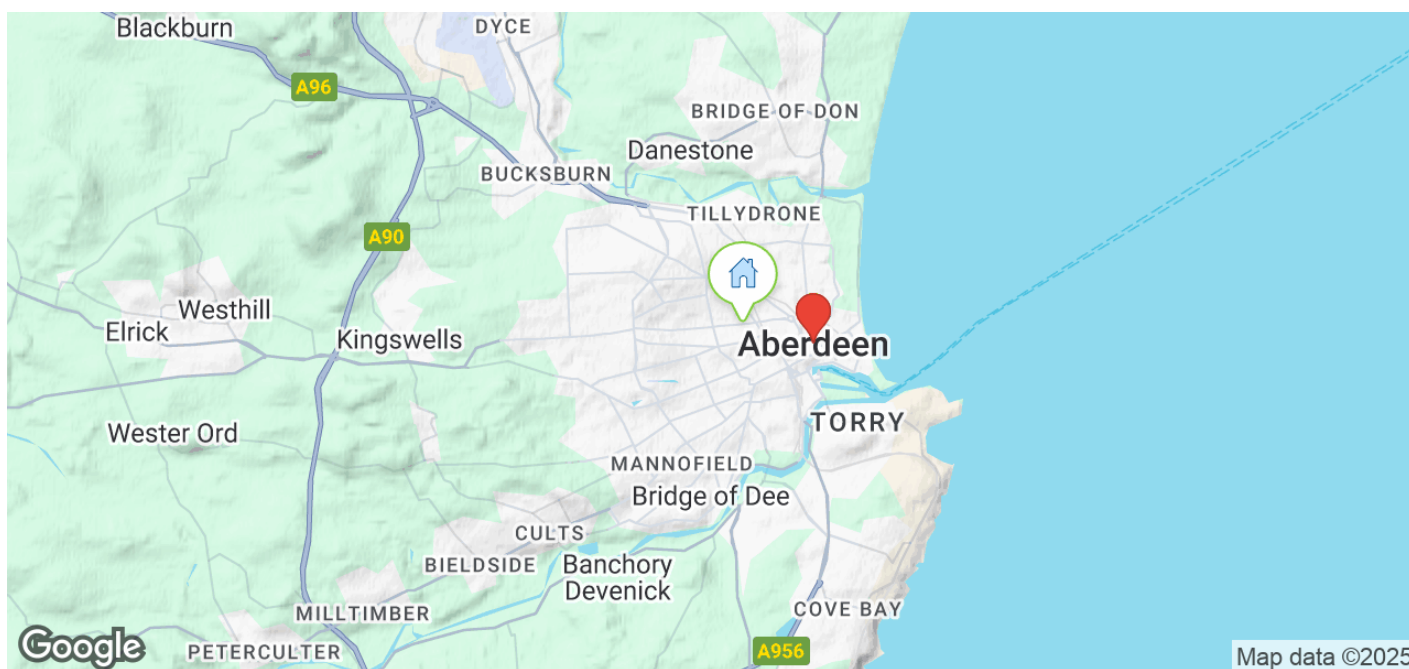 Blackburn
DYCE
A96
BRIDGE OF DON
Danestone
BUCKSBURN
TILLYDRONE
A90
Westhill
Elrick
Kingswells
Aberdeen
TORRY
Wester Ord
MANNOFIELD
Bridge of Dee
CULTS
BIELDSIDE
Banchory
Devenick
MILLTIMBER
COVE BAY
PETERCULTER
A956
Google
Map data ©2025